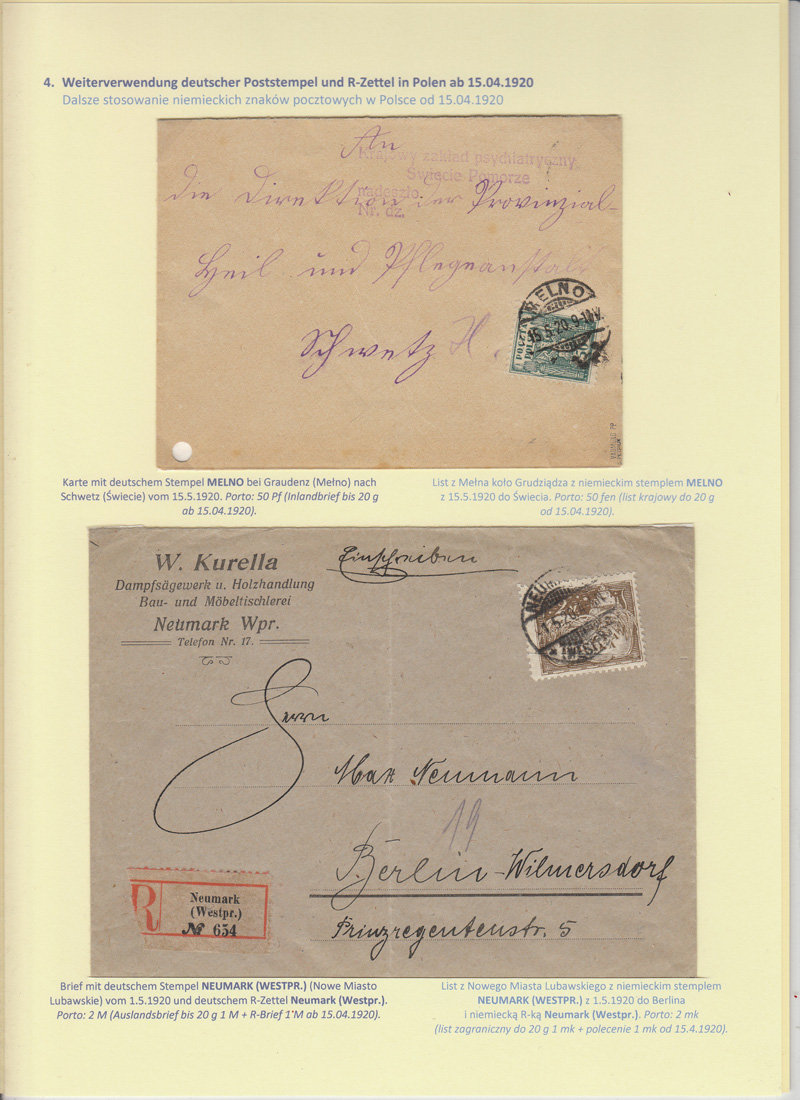 4. Weiterverwendung deutscher Poststempel und R-Zettel in Polen ab 15.04.1920
Dalsze stosowanie niemieckich znaków pocztowych w Polsce od 15.04.1920
An
Krajowy zakład psychiatryczny
Świecie Pomorze
nadeszło
Nr. dz.
die Direktion der Provinzial-
Heil und Pflegeanstalt
Schwetz
MELNO
15.5.20. 9-10V.
Karte mit deutschem Stempel MELNO bei Graudenz (Mełno) nach
Schwetz (Świecie) vom 15.5.1920. Porto: 50 Pf (Inlandbrief bis 20 g
ab 15.04.1920).
List z Mełna koło Grudziądza z niemieckim stemplem MELNO
z 15.5.1920 do Świecia. Porto: 50 fen (list krajowy do 20 g
od 15.04.1920).
W. Kurella
Dampfsägewerk u. Holzhandlung
Bau- und Möbeltischlerei
Neumark Wpr.
Telefon Nr. 17.
Einschreiben
NEUM
(WESTPR.)
Herrn
Max Neumann
19
Berlin-Wilmersdorf
Prinzregentenstr. 5
R
Neumark
(Westpr.)
№ 654
Brief mit deutschem Stempel NEUMARK (WESTPR.) (Nowe Miasto
Lubawskie) vom 1.5.1920 und deutschem R-Zettel Neumark (Westpr.).
Porto: 2 M (Auslandsbrief bis 20 g 1 M + R-Brief 1 M ab 15.04.1920).
List z Nowego Miasta Lubawskiego z niemieckim stemplem
NEUMARK (WESTPR.) z 1.5.1920 do Berlina
i niemiecką R-ką Neumark (Westpr.). Porto: 2 mk
(list zagraniczny do 20 g 1 mk + polecenie 1 mk od 15.4.1920).